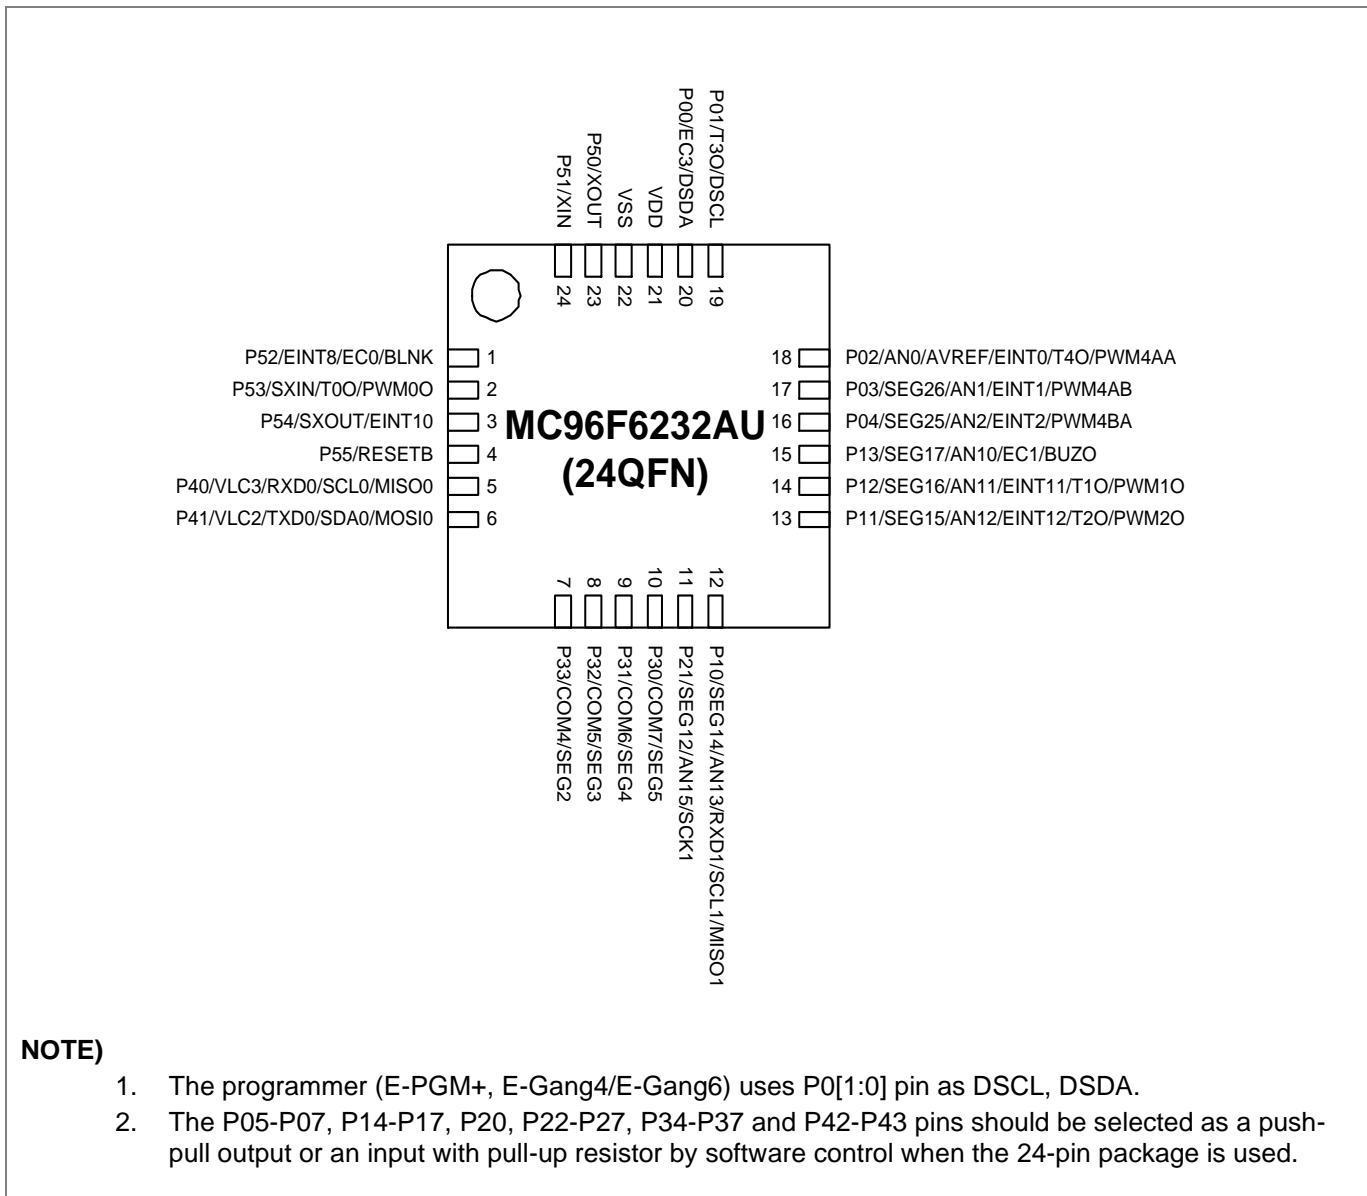 P51/XIN
P50/XOUT
VSS
VDD
P00/EC3/DSDA
P01/T3O/DSCL
24
23
22
21
20
19
P52/EINT8/EC0/BLNK 1
P53/SXIN/T0O/PWM0O 2
P54/SXOUT/EINT10 3
P55/RESETB 4
P40/VLC3/RXD0/SCL0/MISO0 5
P41/VLC2/TXD0/SDA0/MOSI0 6
MC96F6232AU
(24QFN)
18 P02/AN0/AVREF/EINT0/T4O/PWM4AA
17 P03/SEG26/AN1/EINT1/PWM4AB
16 P04/SEG25/AN2/EINT2/PWM4BA
15 P13/SEG17/AN10/EC1/BUZO
14 P12/SEG16/AN11/EINT11/T1O/PWM1O
13 P11/SEG15/AN12/EINT12/T2O/PWM2O
7
8
9
10
11
12
P33/COM4/SEG2
P32/COM5/SEG3
P31/COM6/SEG4
P30/COM7/SEG5
P21/SEG12/AN15/SCK1
P10/SEG14/AN13/RXD1/SCL1/MISO1
NOTE)
1. The programmer (E-PGM+, E-Gang4/E-Gang6) uses P0[1:0] pin as DSCL, DSDA.
2. The P05-P07, P14-P17, P20, P22-P27, P34-P37 and P42-P43 pins should be selected as a push-
pull output or an input with pull-up resistor by software control when the 24-pin package is used.